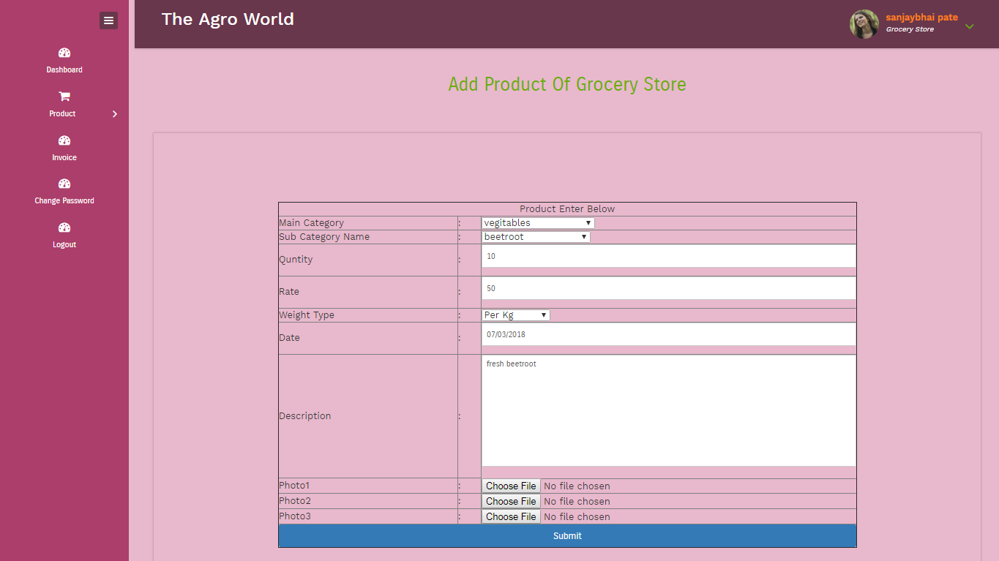 The Agro World
sanjaybhai pate
Grocery Store
Dashboard
Product
Invoice
Change Password
Logout
Add Product Of Grocery Store
Product Enter Below
Main Category : vegitables
Sub Category Name : beetroot
Quntity : 10
Rate : 50
Weight Type : Per Kg
Date : 07/03/2018
Description : fresh beetroot
Photo1 : Choose File No file chosen
Photo2 : Choose File No file chosen
Photo3 : Choose File No file chosen
Submit